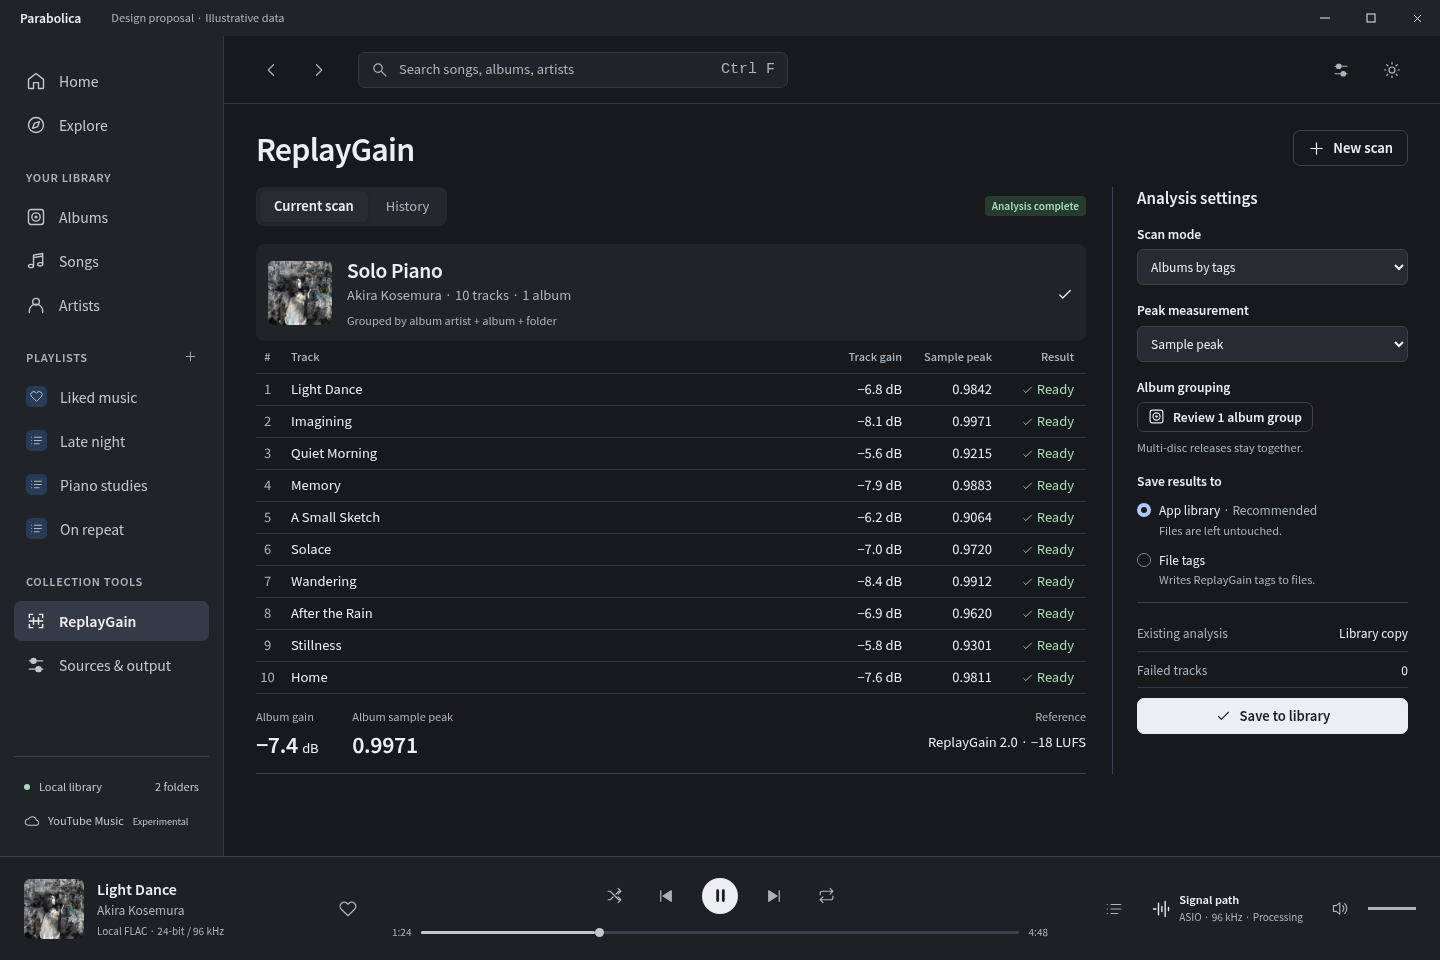 Parabolica
Design proposal · Illustrative data
Home
Explore
YOUR LIBRARY
Albums
Songs
Artists
PLAYLISTS
Liked music
Late night
Piano studies
On repeat
COLLECTION TOOLS
ReplayGain
Sources & output
Local library 2 folders
YouTube Music Experimental
Search songs, albums, artists Ctrl F
ReplayGain
New scan
Current scan History
Analysis complete
Solo Piano
Akira Kosemura · 10 tracks · 1 album
Grouped by album artist + album + folder
# Track Track gain Sample peak Result
1 Light Dance −6.8 dB 0.9842 Ready
2 Imagining −8.1 dB 0.9971 Ready
3 Quiet Morning −5.6 dB 0.9215 Ready
4 Memory −7.9 dB 0.9883 Ready
5 A Small Sketch −6.2 dB 0.9064 Ready
6 Solace −7.0 dB 0.9720 Ready
7 Wandering −8.4 dB 0.9912 Ready
8 After the Rain −6.9 dB 0.9620 Ready
9 Stillness −5.8 dB 0.9301 Ready
10 Home −7.6 dB 0.9811 Ready
Album gain Album sample peak Reference
−7.4 dB 0.9971 ReplayGain 2.0 · −18 LUFS
Analysis settings
Scan mode
Albums by tags
Peak measurement
Sample peak
Album grouping
Review 1 album group
Multi-disc releases stay together.
Save results to
App library · Recommended
Files are left untouched.
File tags
Writes ReplayGain tags to files.
Existing analysis Library copy
Failed tracks 0
Save to library
Light Dance
Akira Kosemura
Local FLAC · 24-bit / 96 kHz
1:24 4:48
Signal path
ASIO · 96 kHz · Processing